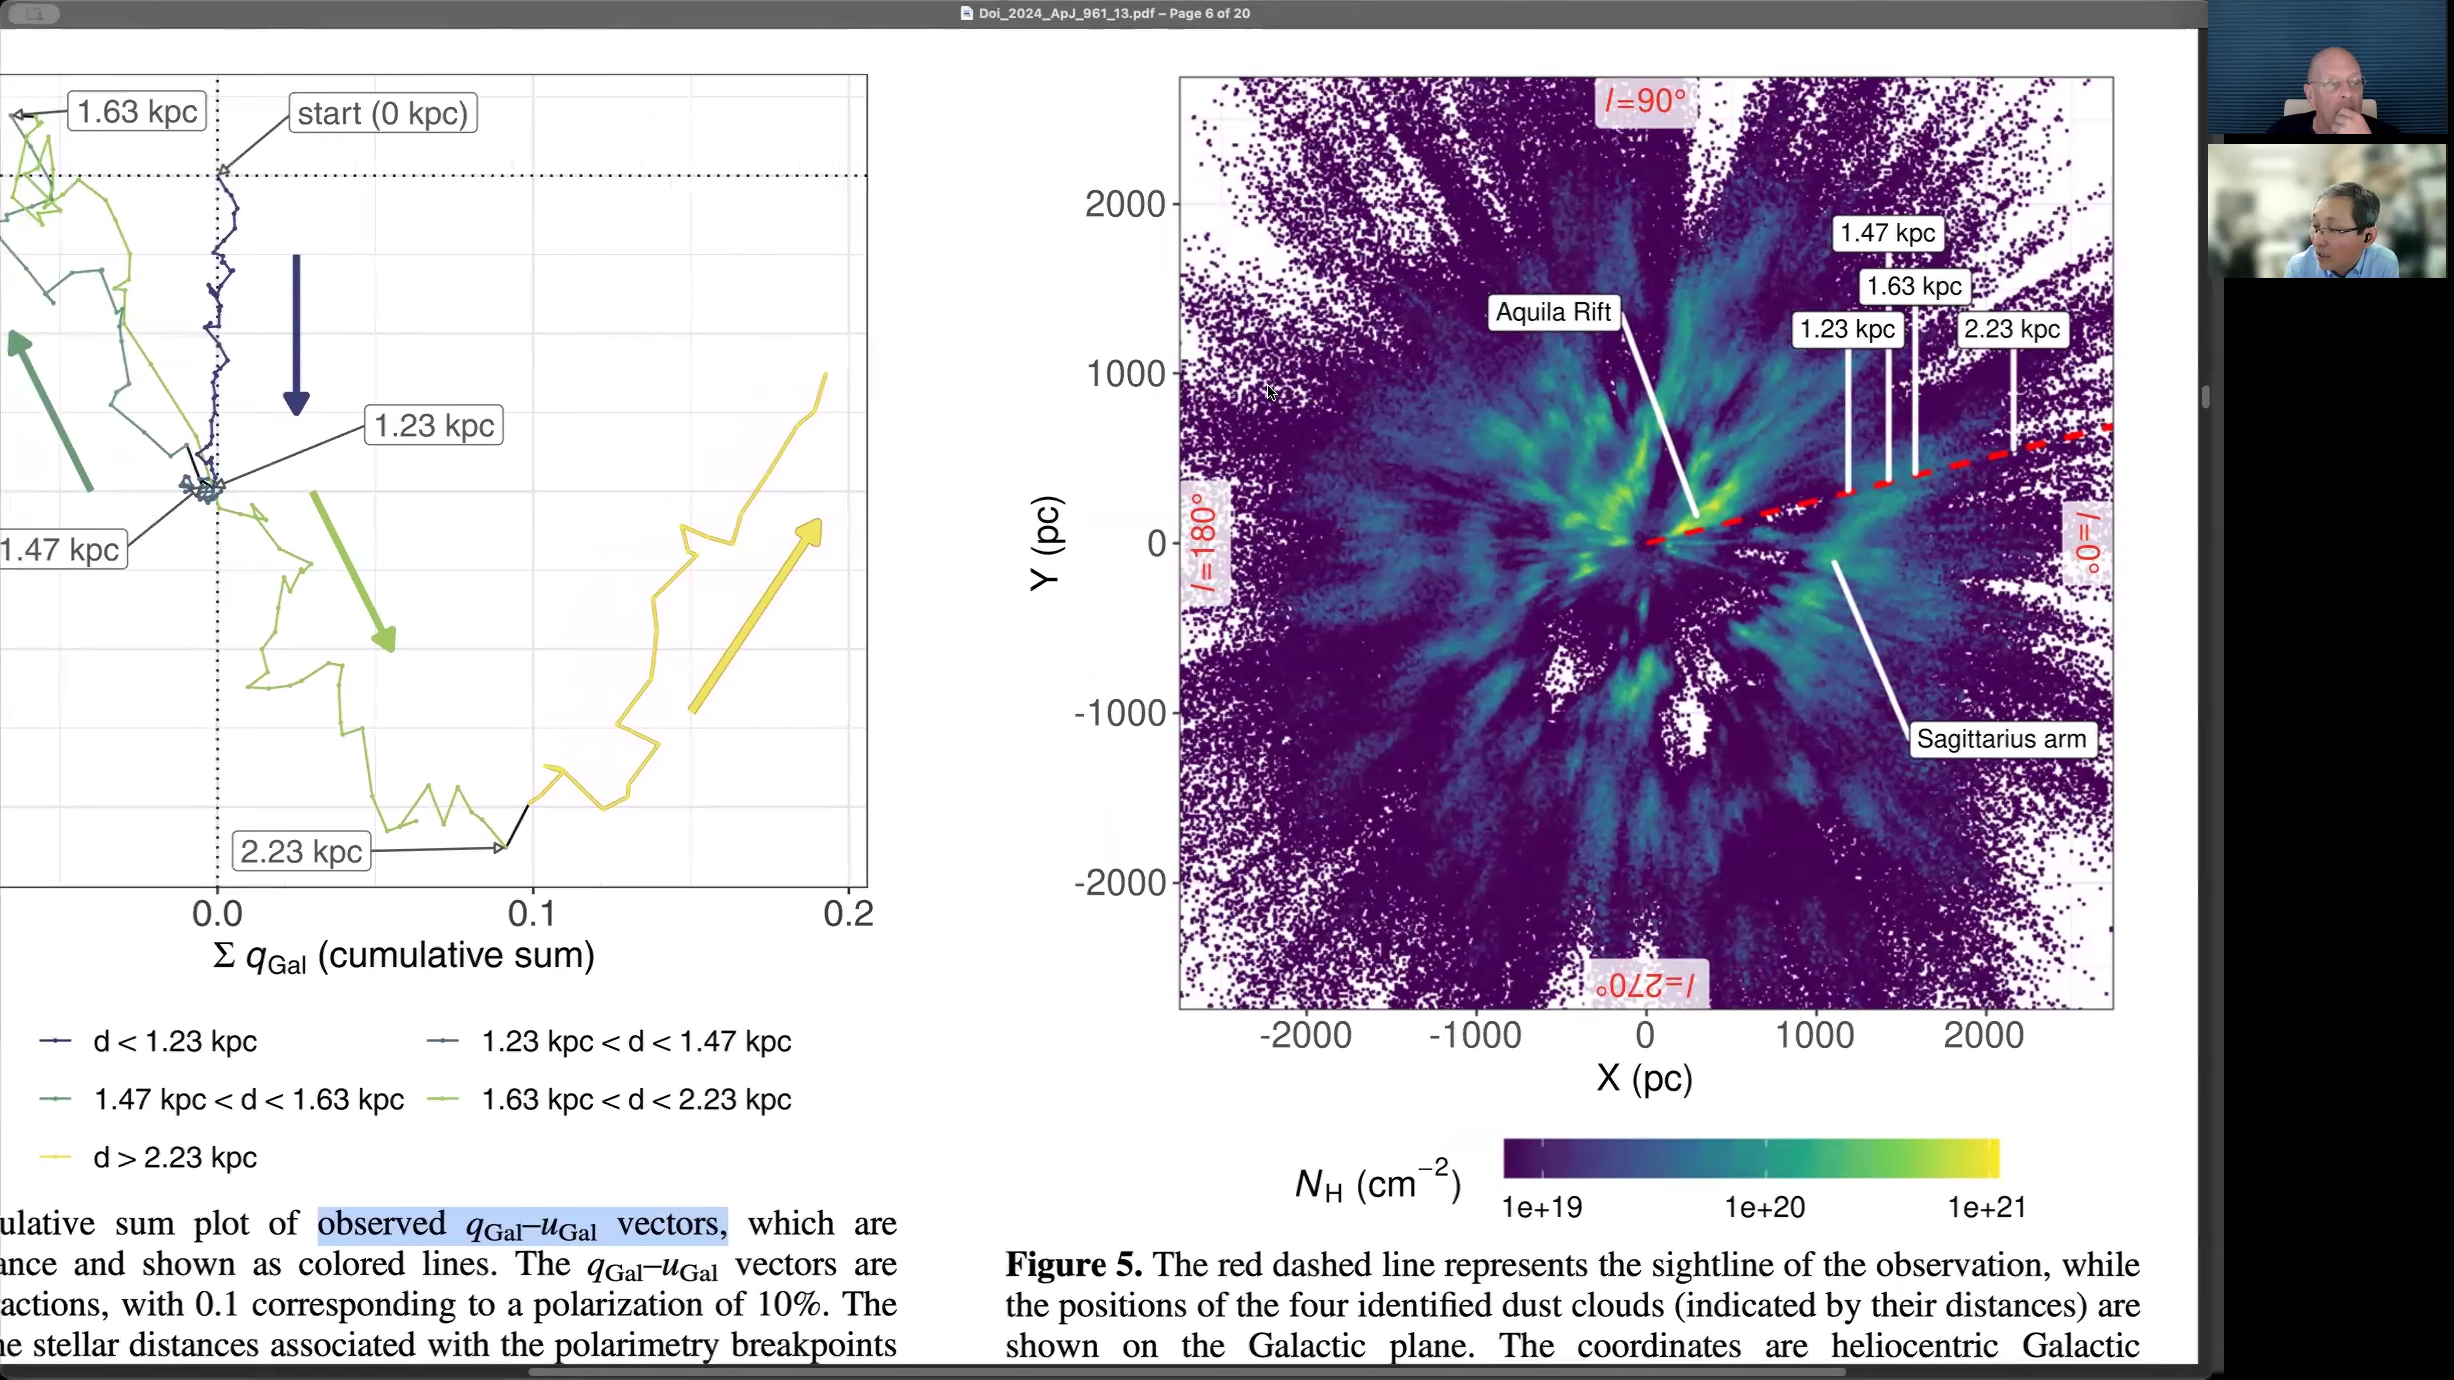 Doi_2024_ApJ_961_13.pdf – Page 6 of 20
1.63 kpc
start (0 kpc)
1.23 kpc
1.47 kpc
2.23 kpc
0.0
0.1
0.2
Σ qGal (cumulative sum)
d < 1.23 kpc
1.23 kpc < d < 1.47 kpc
1.47 kpc < d < 1.63 kpc
1.63 kpc < d < 2.23 kpc
d > 2.23 kpc
ulative sum plot of observed qGal–uGal vectors, which are
ance and shown as colored lines. The qGal–uGal vectors are
actions, with 0.1 corresponding to a polarization of 10%. The
he stellar distances associated with the polarimetry breakpoints
l=90°
2000
1000
0
-1000
-2000
Y (pc)
l=180°
Aquila Rift
1.47 kpc
1.63 kpc
1.23 kpc
2.23 kpc
l=0°
Sagittarius arm
l=270°
-2000
-1000
0
1000
2000
X (pc)
NH (cm−2)
1e+19
1e+20
1e+21
Figure 5. The red dashed line represents the sightline of the observation, while
the positions of the four identified dust clouds (indicated by their distances) are
shown on the Galactic plane. The coordinates are heliocentric Galactic